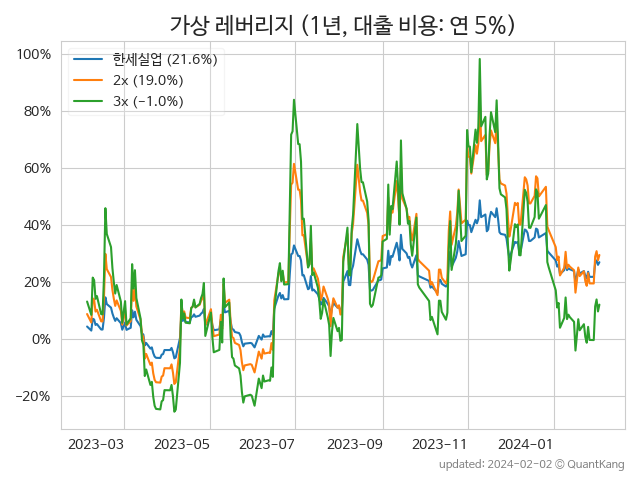 가상 레버리지 (1년, 대출 비용: 연 5%)
한세실업 (21.6%)
2x (19.0%)
3x (−1.0%)
100%
80%
60%
40%
20%
0%
−20%
2023-03
2023-05
2023-07
2023-09
2023-11
2024-01
updated: 2024-02-02 © QuantKang